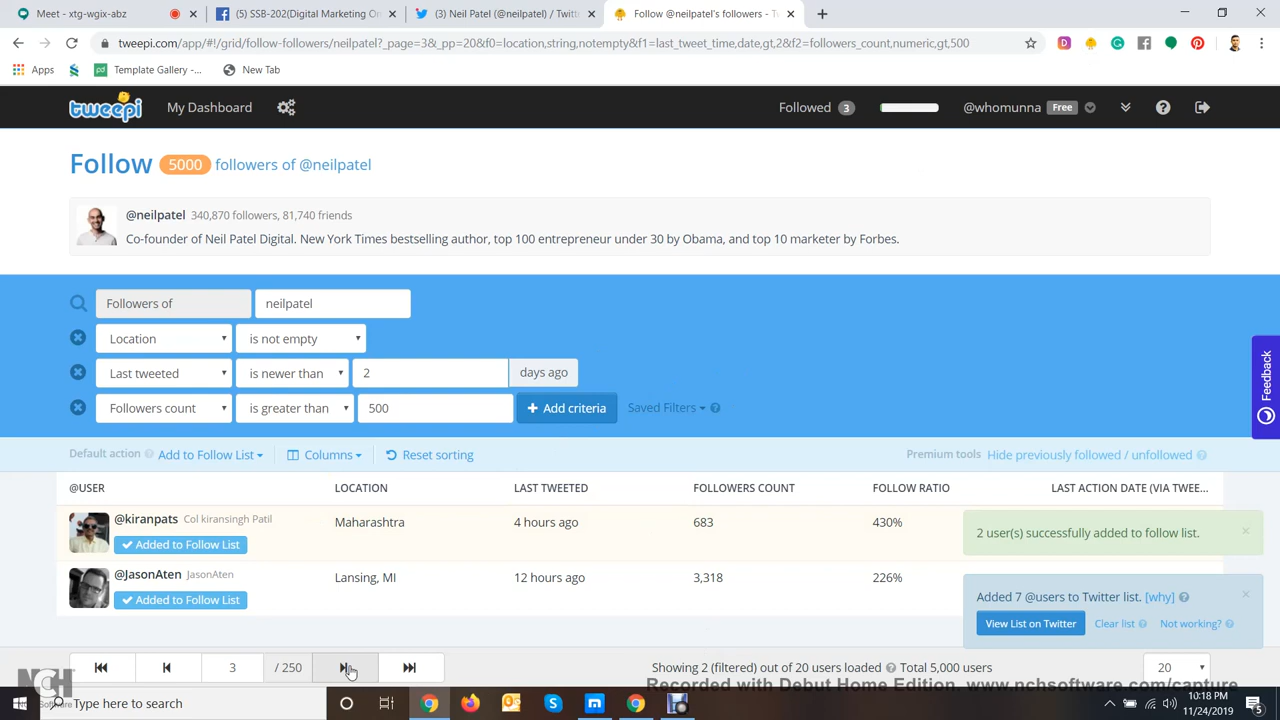 Meet - xtg-wgix-abz
(5) SSB-202(Digital Marketing On
(3) Neil Patel (@neilpatel) / Twitt
Follow @neilpatel's followers - T
tweepi.com/app/#!/grid/follow-followers/neilpatel?_page=3&_pp=20&f0=location,string,notempty&f1=last_tweet_time,date,gt,2&f2=followers_count,numeric,gt,500
Apps Template Gallery -... New Tab
tweepi My Dashboard Followed 3 @whomunna Free
Follow 5000 followers of @neilpatel
@neilpatel 340,870 followers, 81,740 friends
Co-founder of Neil Patel Digital. New York Times bestselling author, top 100 entrepreneur under 30 by Obama, and top 10 marketer by Forbes.
Followers of neilpatel
Location is not empty
Last tweeted is newer than 2 days ago
Followers count is greater than 500 + Add criteria Saved Filters
Feedback
Default action Add to Follow List Columns Reset sorting Premium tools Hide previously followed / unfollowed
@USER LOCATION LAST TWEETED FOLLOWERS COUNT FOLLOW RATIO LAST ACTION DATE (VIA TWEE...
@kiranpats Col kiransingh Patil Maharashtra 4 hours ago 683 430%
Added to Follow List
2 user(s) successfully added to follow list.
@JasonAten JasonAten Lansing, MI 12 hours ago 3,318 226%
Added to Follow List
Added 7 @users to Twitter list. [why]
View List on Twitter Clear list Not working?
3 / 250 Showing 2 (filtered) out of 20 users loaded Total 5,000 users 20
NCH Software
Recorded with Debut Home Edition. www.nchsoftware.com/capture
Type here to search
10:18 PM
11/24/2019
5